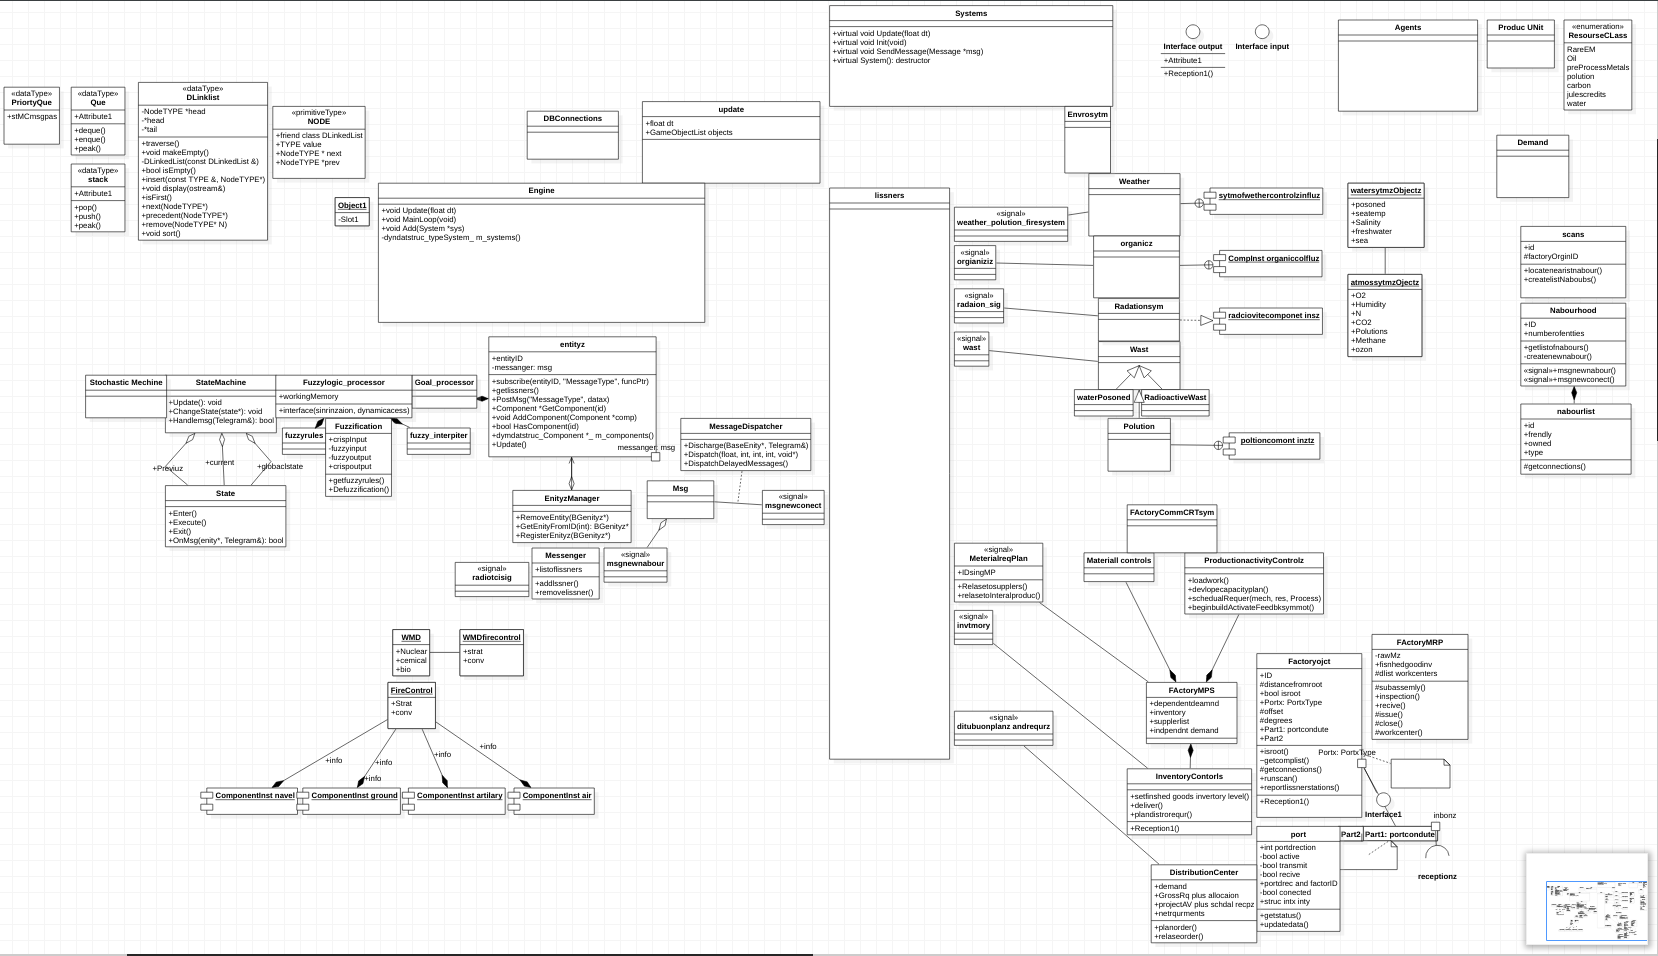 Systems
+virtual void Update(float dt)
+virtual void Init(void)
+virtual void SendMessage(Message *msg)
+virtual System(): destructor
Interface output
+Attribute1
+Reception1()
Interface input
Agents
Produc UNit
«enumeration»
ResourseCLass
RareEM
Oil
preProcessMetals
polution
carbon
julescredits
water
«dataType»
PriortyQue
+stMCmsgpas
«dataType»
Que
+Attribute1
+deque()
+enque()
+peak()
«dataType»
stack
+Attribute1
+pop()
+push()
+peak()
«dataType»
DLinklist
-NodeTYPE *head
-*head
-*tail
+traverse()
+void makeEmpty()
-DLinkedList(const DLinkedList &)
+bool isEmpty()
+insert(const TYPE &, NodeTYPE*)
+void display(ostream&)
+isFirst()
+next(NodeTYPE*)
+precedent(NodeTYPE*)
+remove(NodeTYPE* N)
+void sort()
«primitiveType»
NODE
+friend class DLinkedList
+TYPE value
+NodeTYPE * next
+NodeTYPE *prev
Object1
-Slot1
DBConnections
update
+float dt
+GameObjectList objects
Engine
+void Update(float dt)
+void MainLoop(void)
+void Add(System *sys)
-dyndatstruc_typeSystem_ m_systems()
Envrosytm
Weather
organicz
Radationsym
Wast
waterPosoned
RadioactiveWast
Polution
lissners
«signal»
weather_polution_firesystem
«signal»
orgianiziz
«signal»
radaion_sig
«signal»
wast
sytmofwethercontrolzinfluz
CompInst organiccolfluz
radciovitecomponet insz
poltioncomont inztz
watersytmzObjectz
+posoned
+seatemp
+Salinity
+freshwater
+sea
atmossytmzOjectz
+O2
+Humidity
+N
+CO2
+Polutions
+Methane
+ozon
Demand
scans
+id
#factoryOrginID
+locatenearistnabour()
+createlistNaboubs()
Nabourhood
+ID
+numberofentties
+getlistofnabours()
-createnewnabour()
«signal»+msgnewnabour()
«signal»+msgnewconect()
nabourlist
+id
+frendly
+owned
+type
#getconnections()
Stochastic Mechine
StateMachine
+Update(): void
+ChangeState(state*): void
+Handlemsg(Telegram&): bool
Fuzzylogic_processor
+workingMemory
+interface(sinrinzaion, dynamicacess)
Goal_processor
fuzzyrules
Fuzzification
+crispInput
-fuzzyinput
-fuzzyoutput
+crispoutput
+getfuzzyrules()
+Defuzzification()
fuzzy_interpiter
+Previuz
+current
+globaclstate
State
+Enter()
+Execute()
+Exit()
+OnMsg(enity*, Telegram&): bool
entityz
+entityID
-messanger: msg
+subscribe(entityID, "MessageType", funcPtr)
+getlissners()
+PostMsg("MessageType", datax)
+Component *GetComponent(id)
+void AddComponent(Component *comp)
+bool HasComponent(id)
+dymdatstruc_Component *_ m_components()
+Update()
messanger: msg
MessageDispatcher
+Discharge(BaseEnity*, Telegram&)
+Dispatch(float, int, int, int, void*)
+DispatchDelayedMessages()
EnityzManager
+RemoveEntity(BGenityz*)
+GetEnityFromID(int): BGenityz*
+RegisterEnityz(BGenityz*)
Msg
«signal»
msgnewconect
«signal»
msgnewnabour
Messenger
+listoflissners
+addlssner()
+removelissner()
«signal»
radiotcisig
WMD
+Nuclear
+cemical
+bio
WMDfirecontrol
+strat
+conv
FireControl
+Strat
+conv
+info
+info
+info
+info
+info
ComponentInst navel
ComponentInst ground
ComponentInst artilary
ComponentInst air
FActoryCommCRTsym
«signal»
MeterialreqPlan
+IDsingMP
+Relasetosupplers()
+relasetoInteralproduc()
Materiall controls
ProductionactivityControlz
+loadwork()
+devlopecapacityplan()
+schedualRequer(mech, res, Process)
+beginbuildActivateFeedbksymmot()
«signal»
invtmory
«signal»
ditubuonplanz andrequrz
FActoryMPS
+dependentdeamnd
+inventory
+supplerlist
+indpendnt demand
InventoryContorls
+setfinshed goods invertory level()
+deliver()
+plandistrorequr()
+Reception1()
DistributionCenter
+demand
+GrossRq plus allocaion
+projectAV plus schdal recpz
+netrqurments
+planorder()
+relaseorder()
Factoryojct
+ID
#distancefromroot
+bool isroot
+Portx: PortxType
#offset
#degrees
+Part1: portcondute
+Part2
+isroot()
~getcomplist()
#getconnections()
+runscan()
+reportlissnerstations()
+Reception1()
Portx: PortxType
FActoryMRP
-rawMz
+fisnhedgoodinv
#dlist workcenters
#subassemly()
+inspection()
+recive()
#issue()
#close()
#workcenter()
Interface1
inbonz
port
+int portdrection
-bool active
-bool transmit
-bool recive
+portdrec and factorID
-bool conected
+struc intx inty
+getstatus()
+updatedata()
Part2
Part1: portcondute
receptionz